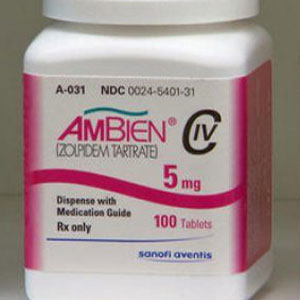 A-031 NDC 0024-5401-31
AMBIEN® CIV
(ZOLPIDEM TARTRATE)
5 mg
Dispense with
Medication Guide
100 Tablets
Rx only
sanofi aventis